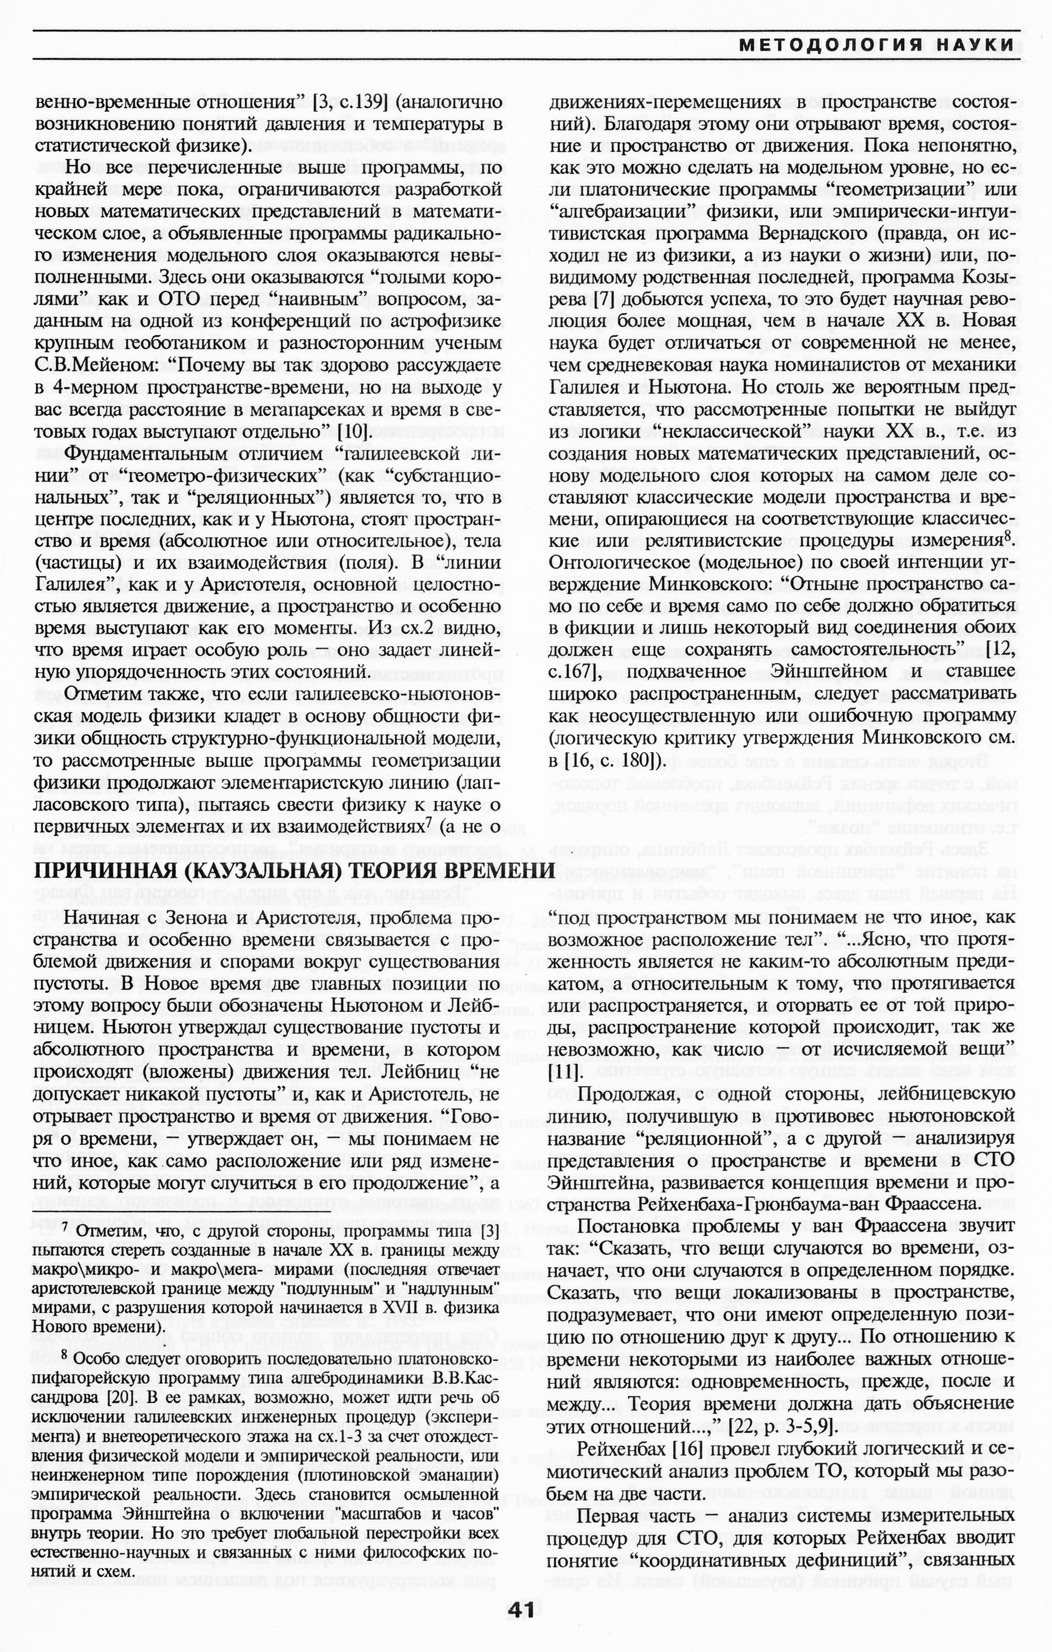 МЕТОДОЛОГИЯ НАУКИ
венно-временные отношения” [3, с.139] (аналогично
возникновению понятий давления и температуры в
статистической физике).
Но все перечисленные выше программы, по
крайней мере пока, ограничиваются разработкой
новых математических представлений в математи-
ческом слое, а объявленные программы радикально-
го изменения модельного слоя оказываются невы-
полненными. Здесь они оказываются “голыми коро-
лями” как и ОТО перед “наивным” вопросом, за-
данным на одной из конференций по астрофизике
крупным геоботаником и разносторонним ученым
С.В.Мейеном: “Почему вы так здорово рассуждаете
в 4-мерном пространстве-времени, но на выходе у
вас всегда расстояние в мегапарсеках и время в све-
товых годах выступают отдельно” [10].
Фундаментальным отличием “галилеевской ли-
нии” от “геометро-физических” (как “субстанцио-
нальных”, так и “реляционных”) является то, что в
центре последних, как и у Ньютона, стоят простран-
ство и время (абсолютное или относительное), тела
(частицы) и их взаимодействия (поля). В “линии
Галилея”, как и у Аристотеля, основной целостно-
стью является движение, а пространство и особенно
время выступают как его моменты. Из сх.2 видно,
что время играет особую роль – оно задает линей-
ную упорядоченность этих состояний.
Отметим также, что если галилеевско-ньютонов-
ская модель физики кладет в основу общности фи-
зики общность структурно-функциональной модели,
то рассмотренные выше программы геометризации
физики продолжают элементаристскую линию (лап-
ласовского типа), пытаясь свести физику к науке о
первичных элементах и их взаимодействиях⁷ (а не о
движениях-перемещениях в пространстве состоя-
ний). Благодаря этому они отрывают время, состоя-
ние и пространство от движения. Пока непонятно,
как это можно сделать на модельном уровне, но ес-
ли платонические программы “геометризации” или
“алгебраизации” физики, или эмпирически-интуи-
тивистская программа Вернадского (правда, он ис-
ходил не из физики, а из науки о жизни) или, по-
видимому родственная последней, программа Козы-
рева [7] добьются успеха, то это будет научная рево-
люция более мощная, чем в начале XX в. Новая
наука будет отличаться от современной не менее,
чем средневековая наука номиналистов от механики
Галилея и Ньютона. Но столь же вероятным пред-
ставляется, что рассмотренные попытки не выйдут
из логики “неклассической” науки XX в., т.е. из
создания новых математических представлений, ос-
нову модельного слоя которых на самом деле со-
ставляют классические модели пространства и вре-
мени, опирающиеся на соответствующие классичес-
кие или релятивистские процедуры измерения⁸.
Онтологическое (модельное) по своей интенции ут-
верждение Минковского: “Отныне пространство са-
мо по себе и время само по себе должно обратиться
в фикции и лишь некоторый вид соединения обоих
должен еще сохранять самостоятельность” [12,
с.167], подхваченное Эйнштейном и ставшее
широко распространенным, следует рассматривать
как неосуществленную или ошибочную программу
(логическую критику утверждения Минковского см.
в [16, с. 180]).
ПРИЧИННАЯ (КАУЗАЛЬНАЯ) ТЕОРИЯ ВРЕМЕНИ
Начиная с Зенона и Аристотеля, проблема про-
странства и особенно времени связывается с про-
блемой движения и спорами вокруг существования
пустоты. В Новое время две главных позиции по
этому вопросу были обозначены Ньютоном и Лейб-
ницем. Ньютон утверждал существование пустоты и
абсолютного пространства и времени, в котором
происходят (вложены) движения тел. Лейбниц “не
допускает никакой пустоты” и, как и Аристотель, не
отрывает пространство и время от движения. “Гово-
ря о времени, – утверждает он, – мы понимаем не
что иное, как само расположение или ряд измене-
ний, которые могут случиться в его продолжение”, а
⁷ Отметим, что, с другой стороны, программы типа [3]
пытаются стереть созданные в начале XX в. границы между
макро\микро- и макро\мега- мирами (последняя отвечает
аристотелевской границе между "подлунным" и "надлунным"
мирами, с разрушения которой начинается в XVII в. физика
Нового времени).
⁸ Особо следует оговорить последовательно платоновско-
пифагорейскую программу типа алгебродинамики В.В.Кас-
сандрова [20]. В ее рамках, возможно, может идти речь об
исключении галилеевских инженерных процедур (экспери-
мента) и внетеоретического этажа на сх.1-3 за счет отождест-
вления физической модели и эмпирической реальности, или
неинженерном типе порождения (плотиновской эманации)
эмпирической реальности. Здесь становится осмысленной
программа Эйнштейна о включении "масштабов и часов"
внутрь теории. Но это требует глобальной перестройки всех
естественно-научных и связанных с ними философских по-
нятий и схем.
“под пространством мы понимаем не что иное, как
возможное расположение тел”. “...Ясно, что протя-
женность является не каким-то абсолютным преди-
катом, а относительным к тому, что протягивается
или распространяется, и оторвать ее от той приро-
ды, распространение которой происходит, так же
невозможно, как число – от исчисляемой вещи”
[11].
Продолжая, с одной стороны, лейбницевскую
линию, получившую в противовес ньютоновской
название “реляционной”, а с другой – анализируя
представления о пространстве и времени в СТО
Эйнштейна, развивается концепция времени и про-
странства Рейхенбаха-Грюнбаума-ван Фраассена.
Постановка проблемы у ван Фраассена звучит
так: “Сказать, что вещи случаются во времени, оз-
начает, что они случаются в определенном порядке.
Сказать, что вещи локализованы в пространстве,
подразумевает, что они имеют определенную пози-
цию по отношению друг к другу... По отношению к
времени некоторыми из наиболее важных отноше-
ний являются: одновременность, прежде, после и
между... Теория времени должна дать объяснение
этих отношений...,” [22, p. 3-5,9].
Рейхенбах [16] провел глубокий логический и се-
миотический анализ проблем ТО, который мы разо-
бьем на две части.
Первая часть – анализ системы измерительных
процедур для СТО, для которых Рейхенбах вводит
понятие “координативных дефиниций”, связанных
41